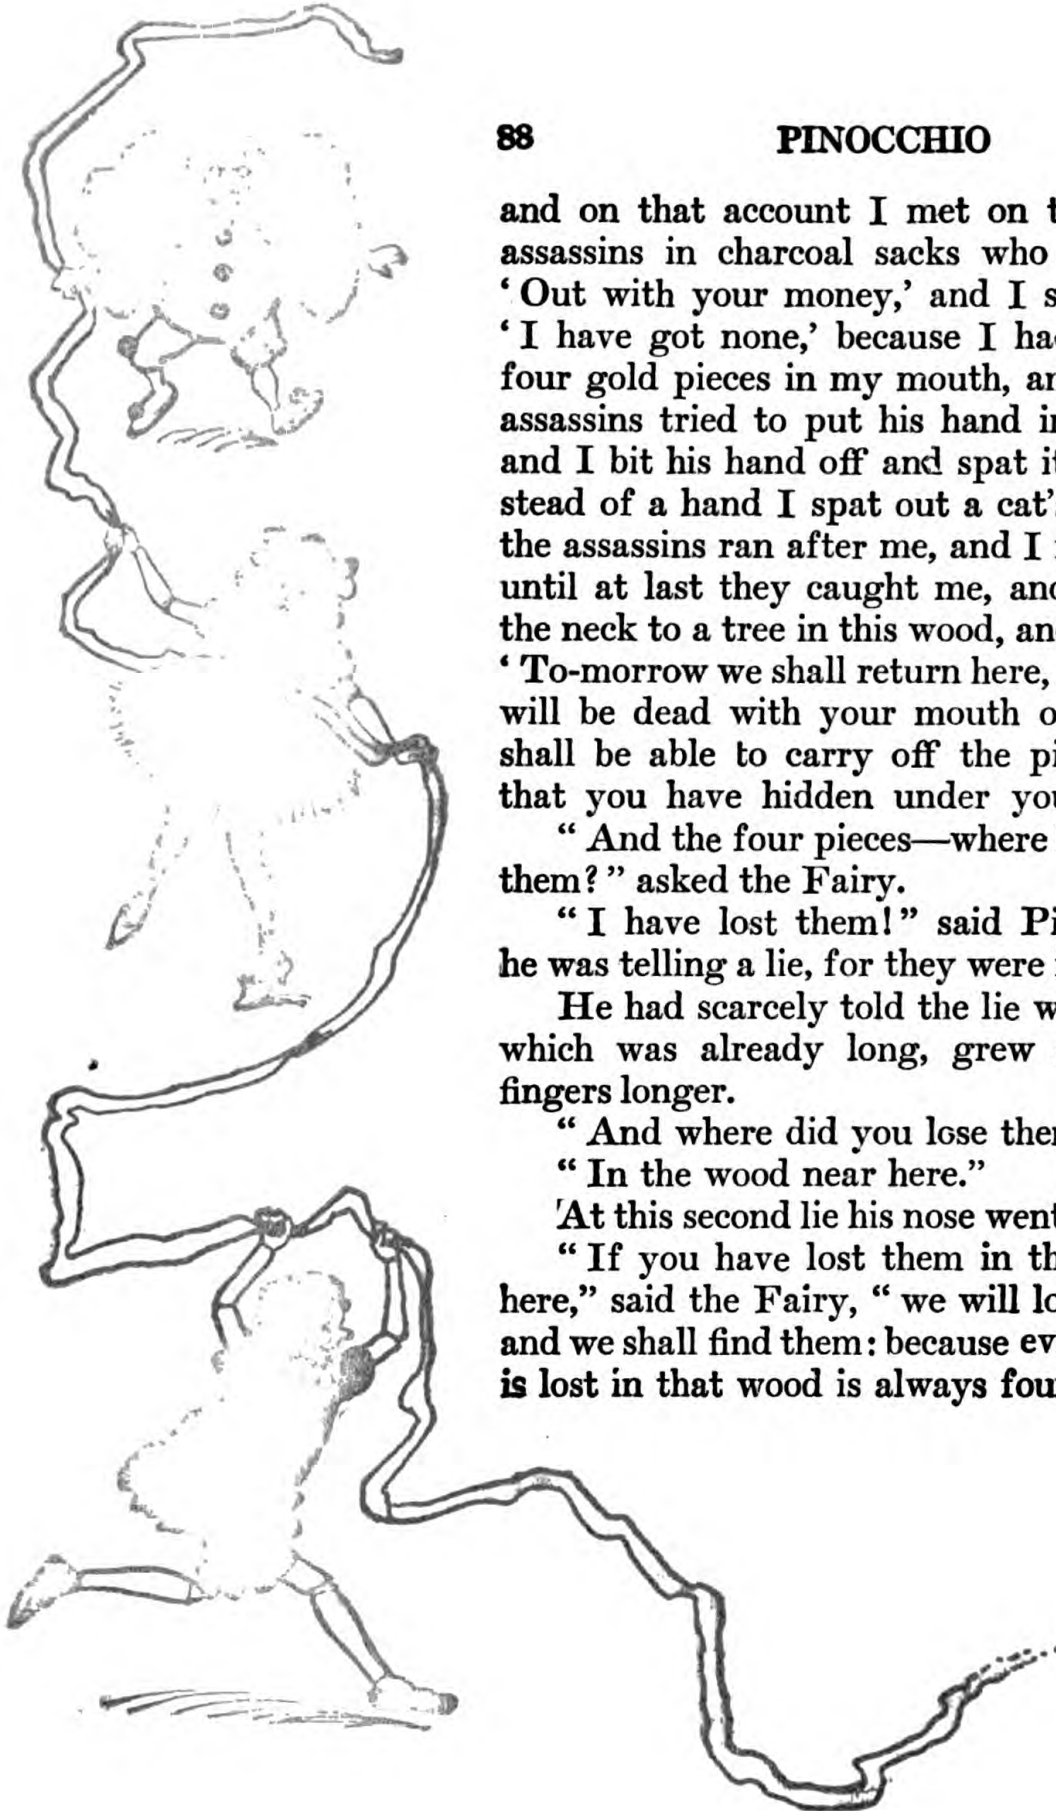 88 PINOCCHIO
and on that account I met on
assassins in charcoal sacks who
‘Out with your money,’ and I
‘I have got none,’ because I
four gold pieces in my mouth,
assassins tried to put his hand
and I bit his hand off and spat
stead of a hand I spat out a
the assassins ran after me, and I
until at last they caught me,
the neck to a tree in this wood,
‘To-morrow we shall return here,
will be dead with your mouth
shall be able to carry off the
that you have hidden under
“And the four pieces—where
them?” asked the Fairy.
“I have lost them!” said
he was telling a lie, for they were
He had scarcely told the lie
which was already long, grew
fingers longer.
“And where did you lose
“In the wood near here.”
At this second lie his nose went
“If you have lost them in
here,” said the Fairy, “we will
and we shall find them: because
is lost in that wood is always